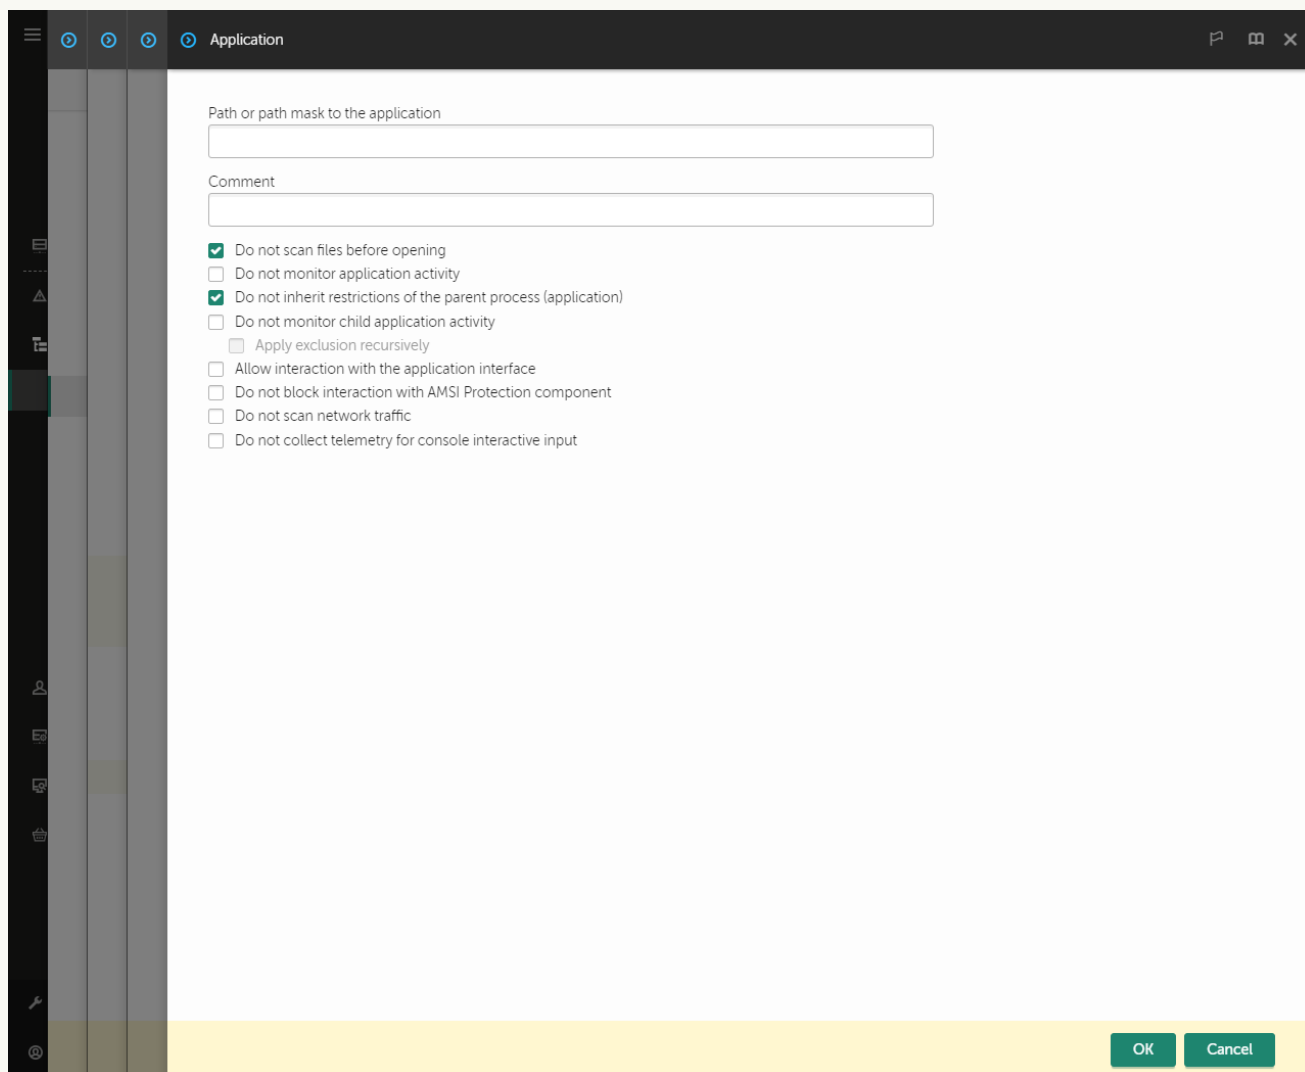 Application
Path or path mask to the application
Comment
Do not scan files before opening
Do not monitor application activity
Do not inherit restrictions of the parent process (application)
Do not monitor child application activity
Apply exclusion recursively
Allow interaction with the application interface
Do not block interaction with AMSI Protection component
Do not scan network traffic
Do not collect telemetry for console interactive input
OK Cancel